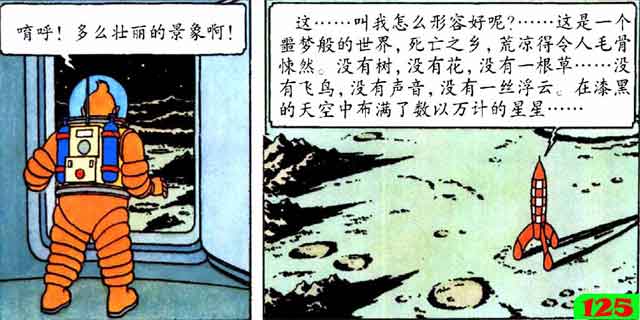 唷呼！多么壮丽的景象啊！
这……叫我怎么形容好呢？……这是一个
噩梦般的世界，死亡之乡，荒凉得令人毛骨
悚然。没有树，没有花，没有一根草……没
有飞鸟，没有声音，没有一丝浮云。在漆黑
的天空中布满了数以万计的星星……
125